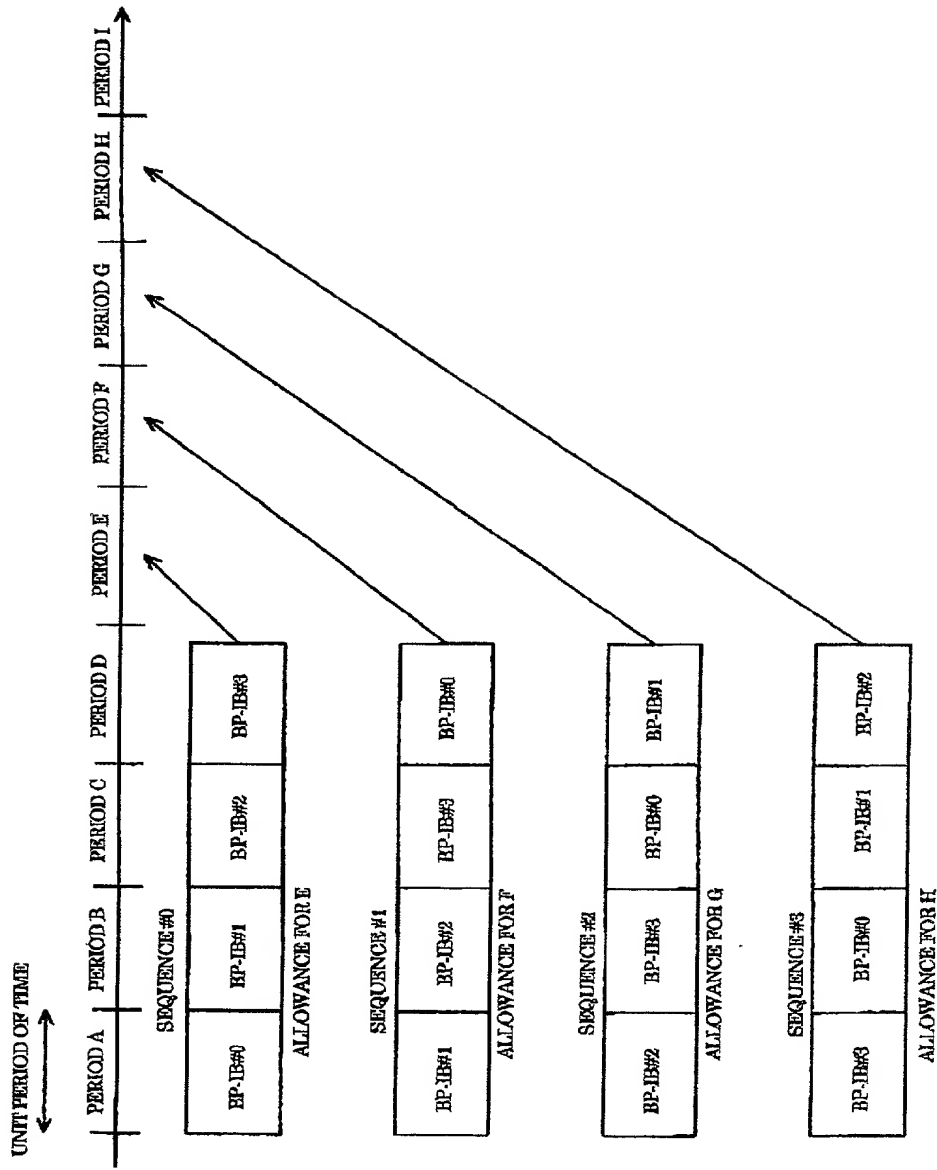 UNIT PERIOD OF TIME
PERIOD A PERIOD B PERIOD C PERIOD D PERIOD E PERIOD F PERIOD G PERIOD H PERIOD I
SEQUENCE #0
BP-IB#0 BP-IB#1 BP-IB#2 BP-IB#3
ALLOWANCE FOR E
SEQUENCE #1
BP-IB#1 BP-IB#2 BP-IB#3 BP-IB#0
ALLOWANCE FOR F
SEQUENCE #2
BP-IB#2 BP-IB#3 BP-IB#0 BP-IB#1
ALLOWANCE FOR G
SEQUENCE #3
BP-IB#3 BP-IB#0 BP-IB#1 BP-IB#2
ALLOWANCE FOR H